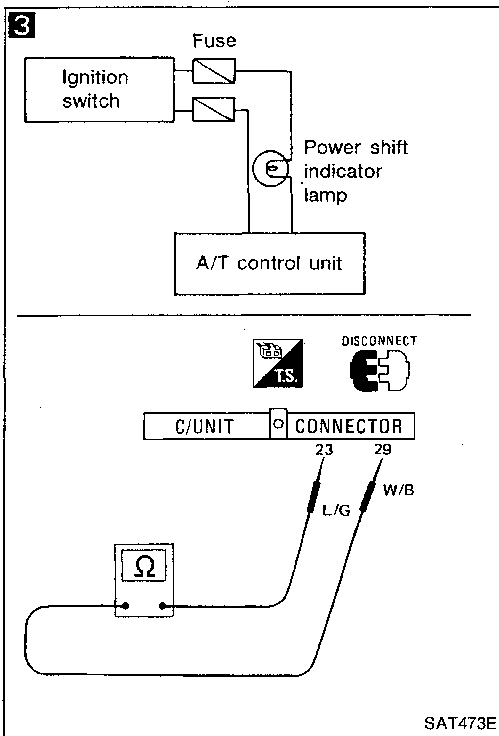 3
Fuse
Ignition
switch
Power shift
indicator
lamp
A/T control unit
T.S.
DISCONNECT
C/UNIT CONNECTOR
23 29
L/G W/B
Ω
SAT473E